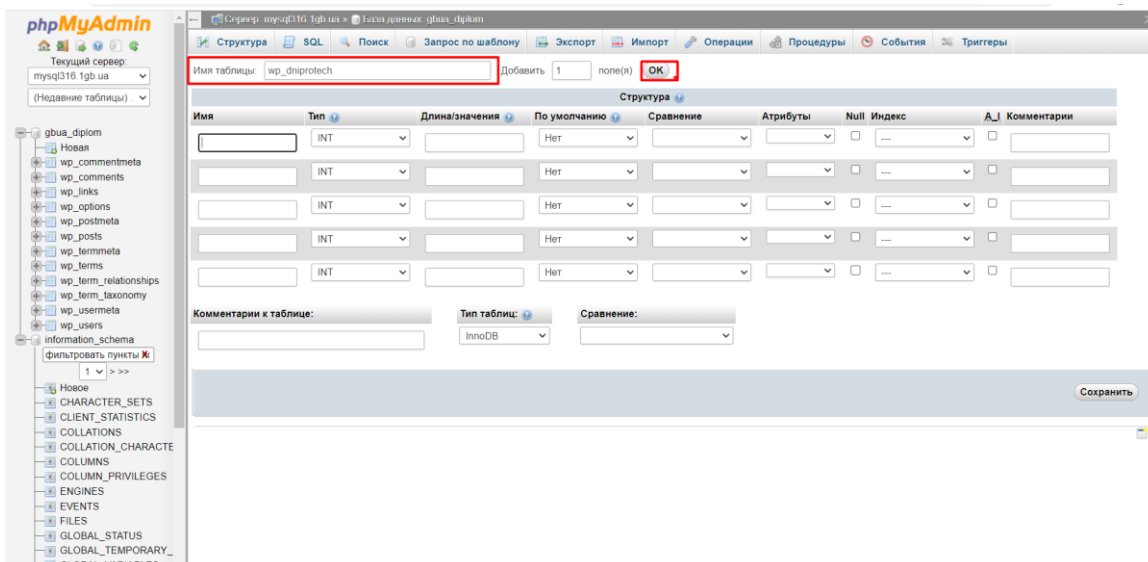 phpMyAdmin
Текущий сервер:
mysql316.1gb.ua
(Недавние таблицы) .
gbua_diplom
Новая
wp_commentmeta
wp_comments
wp_links
wp_options
wp_postmeta
wp_posts
wp_termmeta
wp_terms
wp_term_relationships
wp_term_taxonomy
wp_usermeta
wp_users
information_schema
фильтровать пункты X
1 > >>
Новое
CHARACTER_SETS
CLIENT_STATISTICS
COLLATIONS
COLLATION_CHARACTE
COLUMNS
COLUMN_PRIVILEGES
ENGINES
EVENTS
FILES
GLOBAL_STATUS
GLOBAL_TEMPORARY_
Сервер: mysql316.1gb.ua » База данных: gbua_diplom
Структура SQL Поиск Запрос по шаблону Экспорт Импорт Операции Процедуры События Триггеры
Имя таблицы: wp_dniprotech Добавить 1 поле(я) OK
Структура
Имя Тип Длина/значения По умолчанию Сравнение Атрибуты Null Индекс A_I Комментарии
INT Нет ---
INT Нет ---
INT Нет ---
INT Нет ---
INT Нет ---
Комментарии к таблице: Тип таблиц: Сравнение:
InnoDB
Сохранить